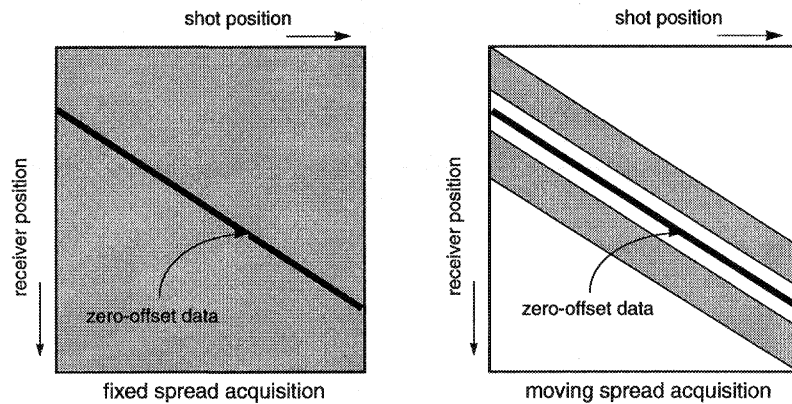 shot position
receiver position
zero-offset data
fixed spread acquisition
shot position
receiver position
zero-offset data
moving spread acquisition